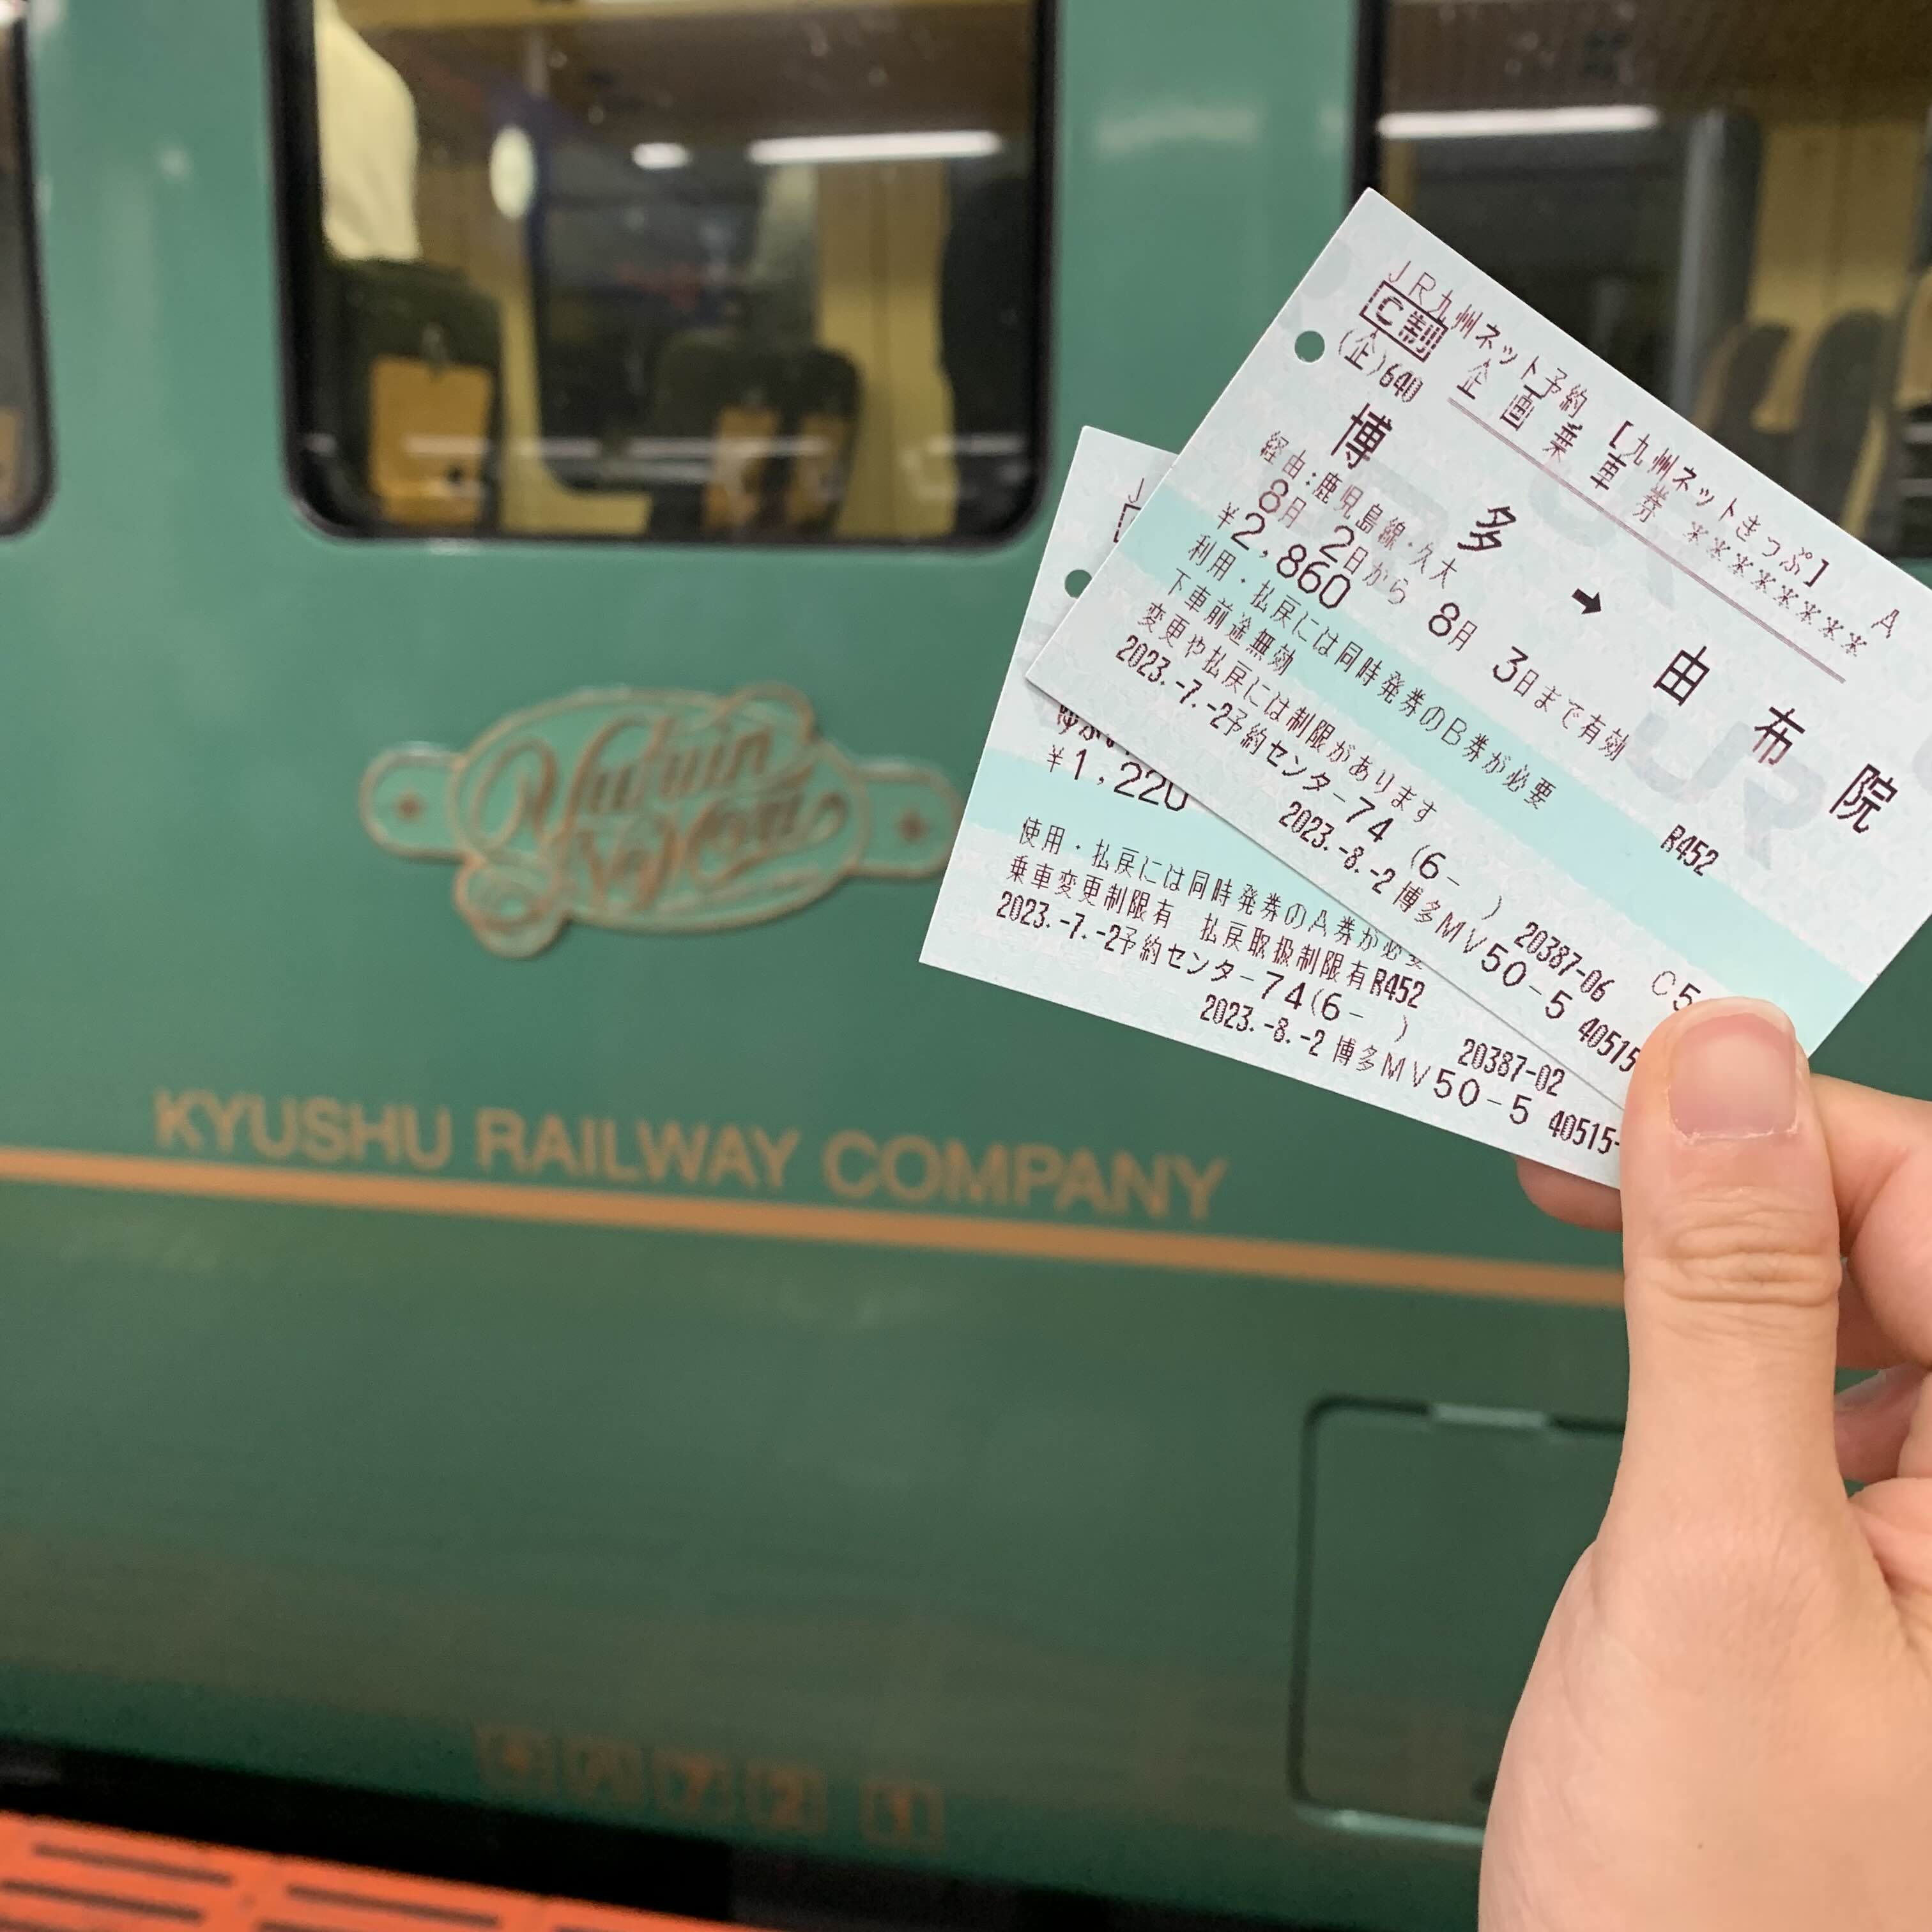 JR九州ネット予約 [九州ネットきっぷ] A
C制 企画乗車券 **********
(企)640
博多 → 由布院
経由:鹿児島線・久大
8月 2日から 8月 3日まで有効
¥2,860
利用・払戻には同時発券のB券が必要
下車前途無効 R452
変更や払戻には制限があります
2023.-7.-2予約センター74 (6- ) 20387-06 C5
2023.-8.-2 博多MV50-5 40515
J
¥1,220
使用・払戻には同時発券のA券が必要
乗車変更制限有 払戻取扱制限有R452
2023.-7.-2予約センター74(6- ) 20387-02
2023.-8.-2 博多MV50-5 40515-
Yufuin
No Mori
KYUSHU RAILWAY COMPANY